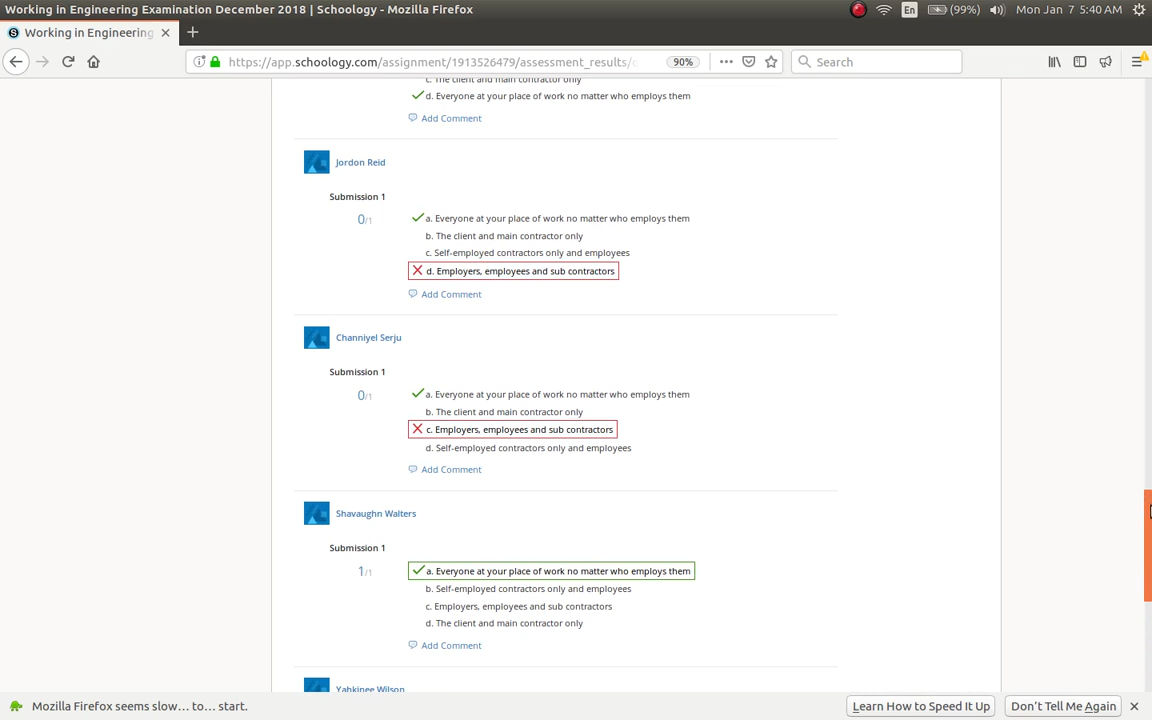 Working in Engineering Examination December 2018 | Schoology - Mozilla Firefox
En
(99%)
Mon Jan 7 5:40 AM
Working in Engineering
https://app.schoology.com/assignment/1913526479/assessment_results/
90%
Search
c. The client and main contractor only
d. Everyone at your place of work no matter who employs them
Add Comment
Jordon Reid
Submission 1
0/1
a. Everyone at your place of work no matter who employs them
b. The client and main contractor only
c. Self-employed contractors only and employees
d. Employers, employees and sub contractors
Add Comment
Channiyel Serju
Submission 1
0/1
a. Everyone at your place of work no matter who employs them
b. The client and main contractor only
c. Employers, employees and sub contractors
d. Self-employed contractors only and employees
Add Comment
Shavaughn Walters
Submission 1
1/1
a. Everyone at your place of work no matter who employs them
b. Self-employed contractors only and employees
c. Employers, employees and sub contractors
d. The client and main contractor only
Add Comment
Yahkinee Wilson
Mozilla Firefox seems slow... to... start.
Learn How to Speed It Up
Don't Tell Me Again